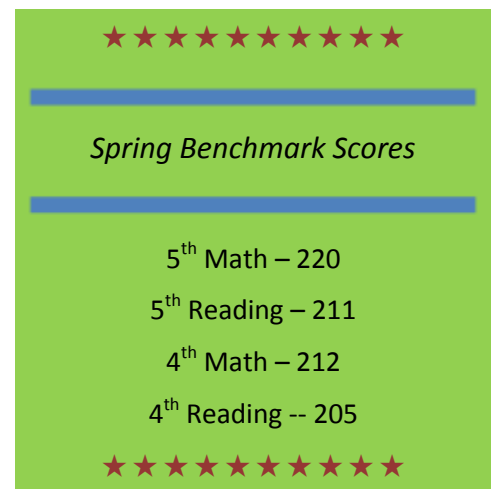 Spring Benchmark Scores
5th Math – 220
5th Reading – 211
4th Math – 212
4th Reading -- 205